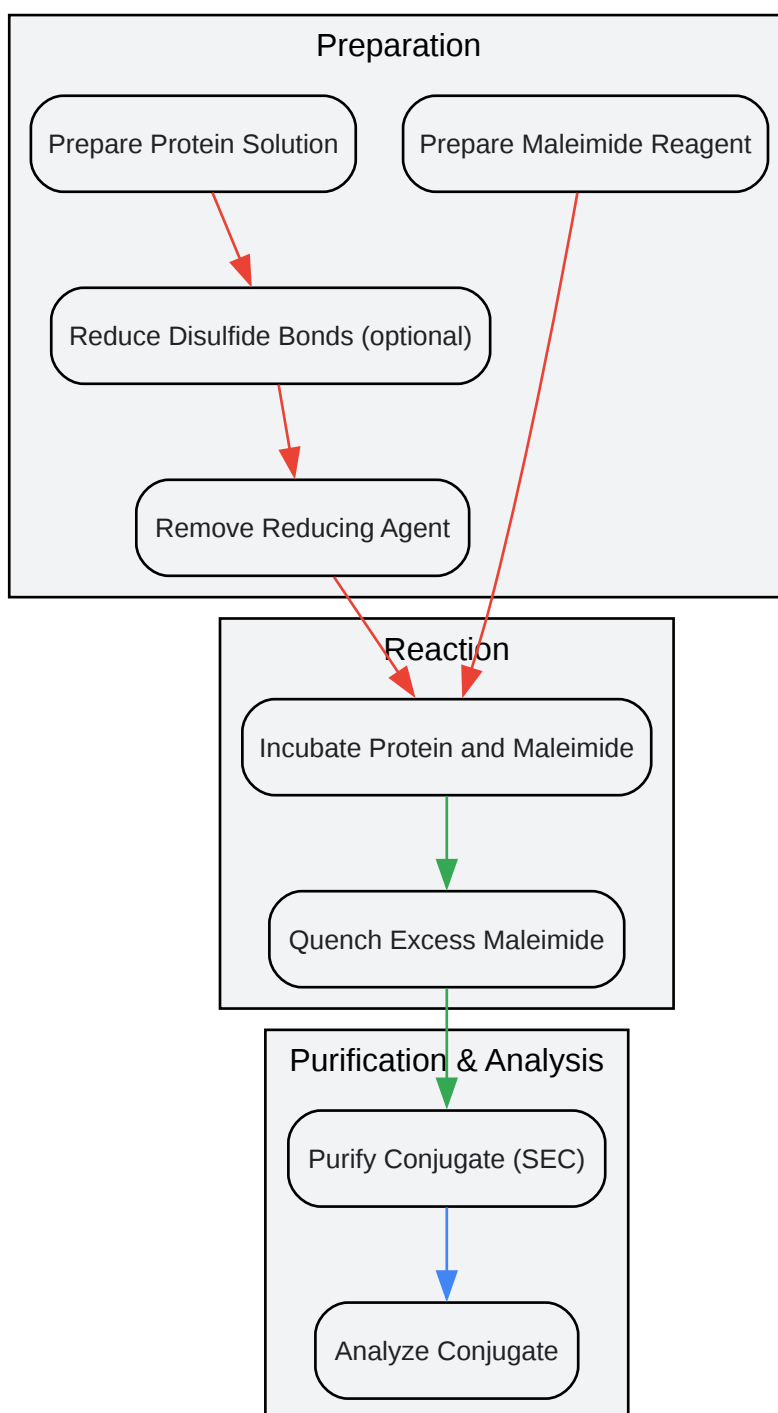 Preparation
Prepare Protein Solution
Prepare Maleimide Reagent
Reduce Disulfide Bonds (optional)
Remove Reducing Agent
Reaction
Incubate Protein and Maleimide
Quench Excess Maleimide
Purification & Analysis
Purify Conjugate (SEC)
Analyze Conjugate